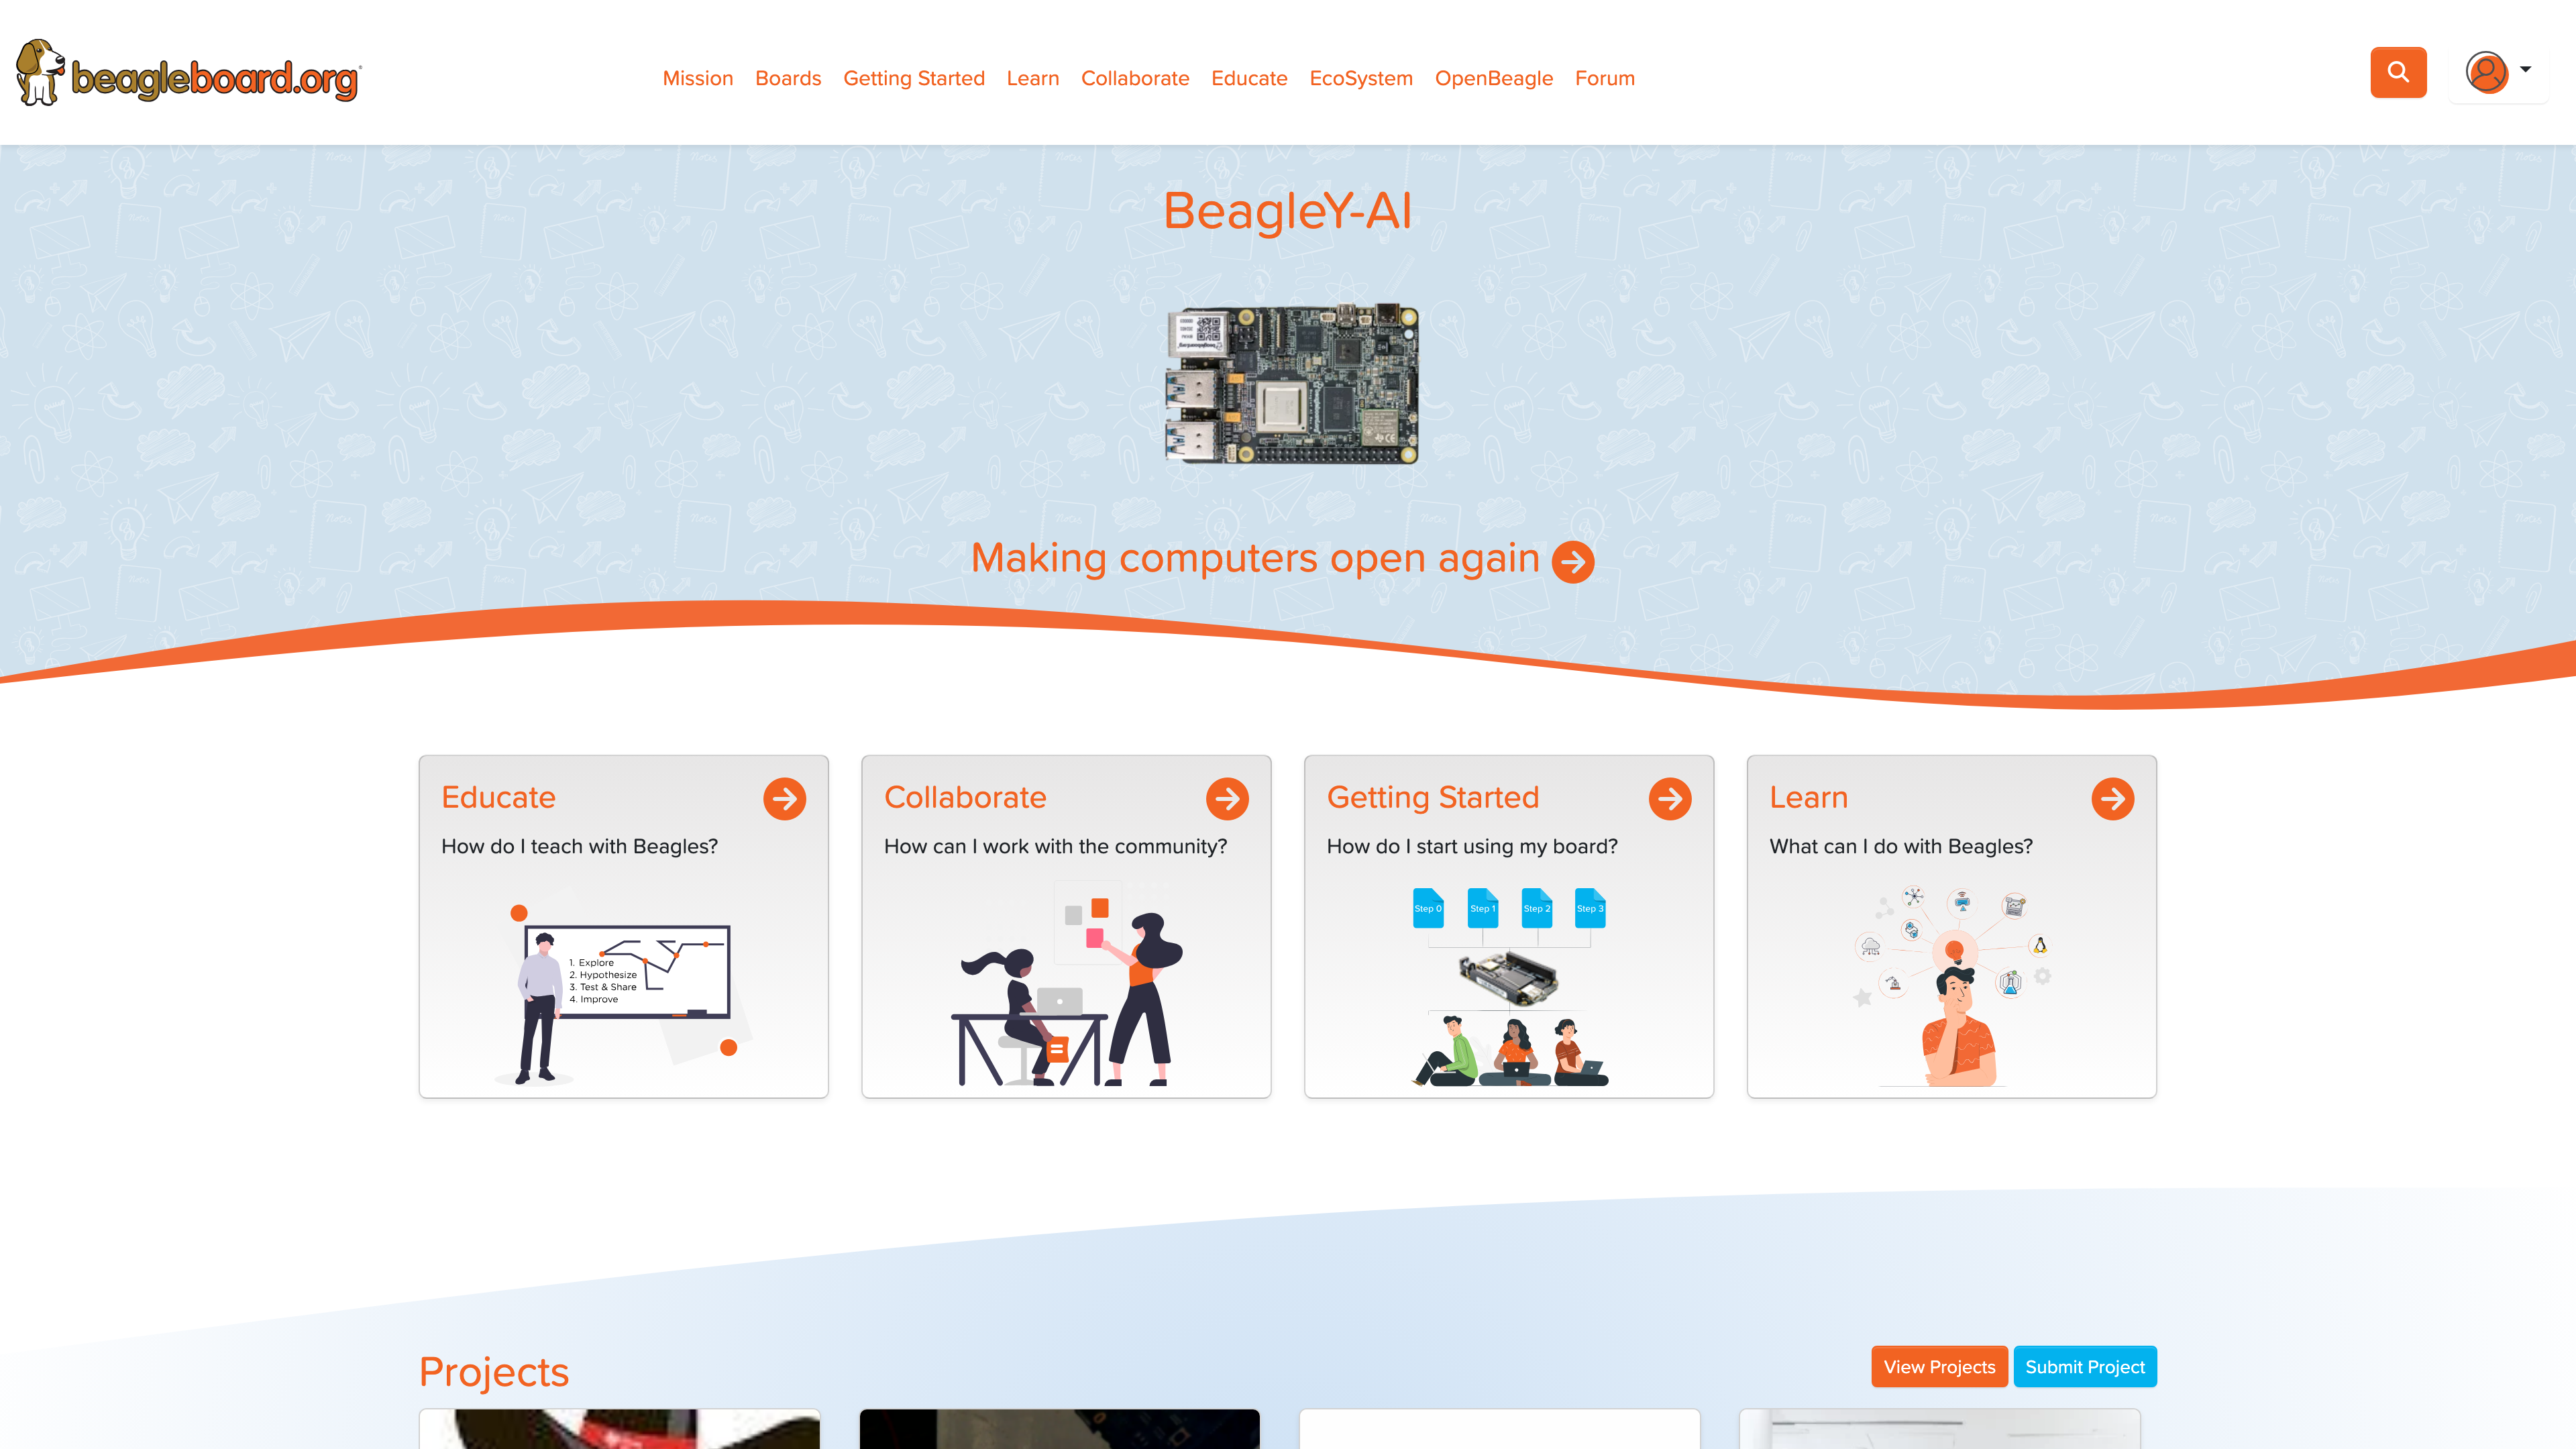 beagleboard.org
Mission Boards Getting Started Learn Collaborate Educate EcoSystem OpenBeagle Forum
BeagleY-AI
Making computers open again
Educate
How do I teach with Beagles?
1. Explore
2. Hypothesize
3. Test & Share
4. Improve
Collaborate
How can I work with the community?
Getting Started
How do I start using my board?
Step 0 Step 1 Step 2 Step 3
Learn
What can I do with Beagles?
Projects
View Projects Submit Project